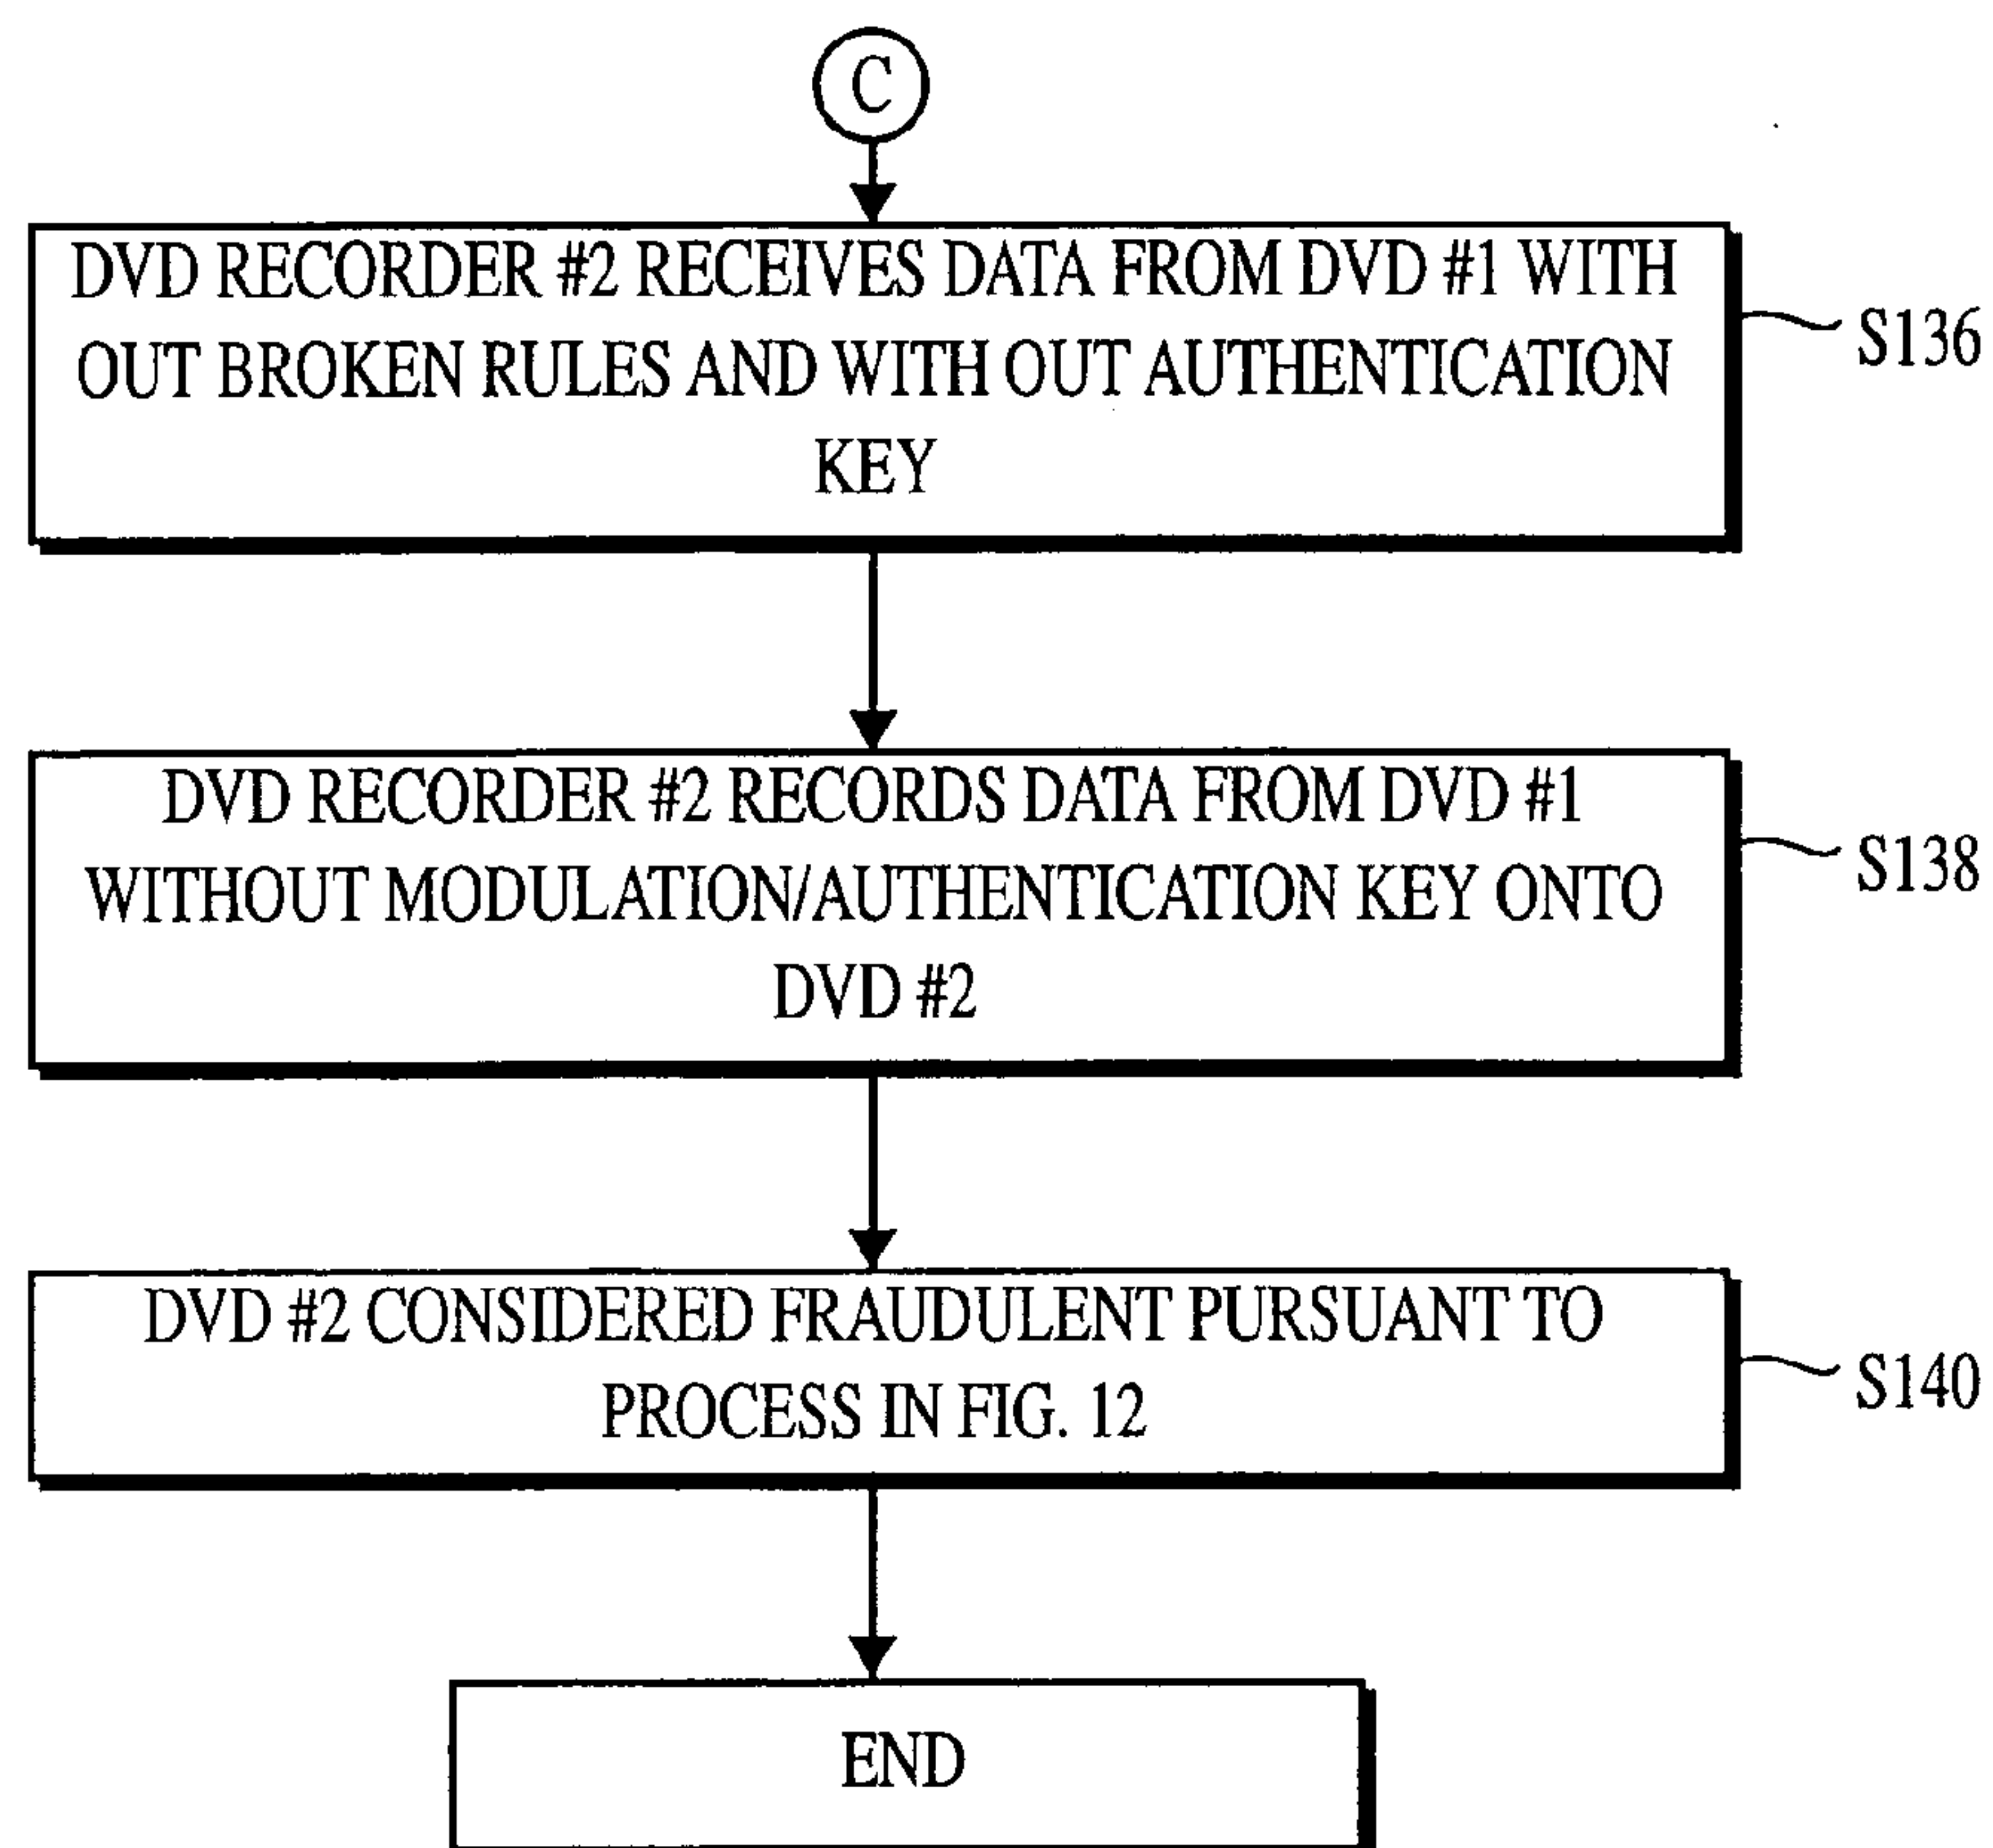 C
DVD RECORDER #2 RECEIVES DATA FROM DVD #1 WITH
OUT BROKEN RULES AND WITH OUT AUTHENTICATION
KEY
S136
DVD RECORDER #2 RECORDS DATA FROM DVD #1
WITHOUT MODULATION/AUTHENTICATION KEY ONTO
DVD #2
S138
DVD #2 CONSIDERED FRAUDULENT PURSUANT TO
PROCESS IN FIG. 12
S140
END